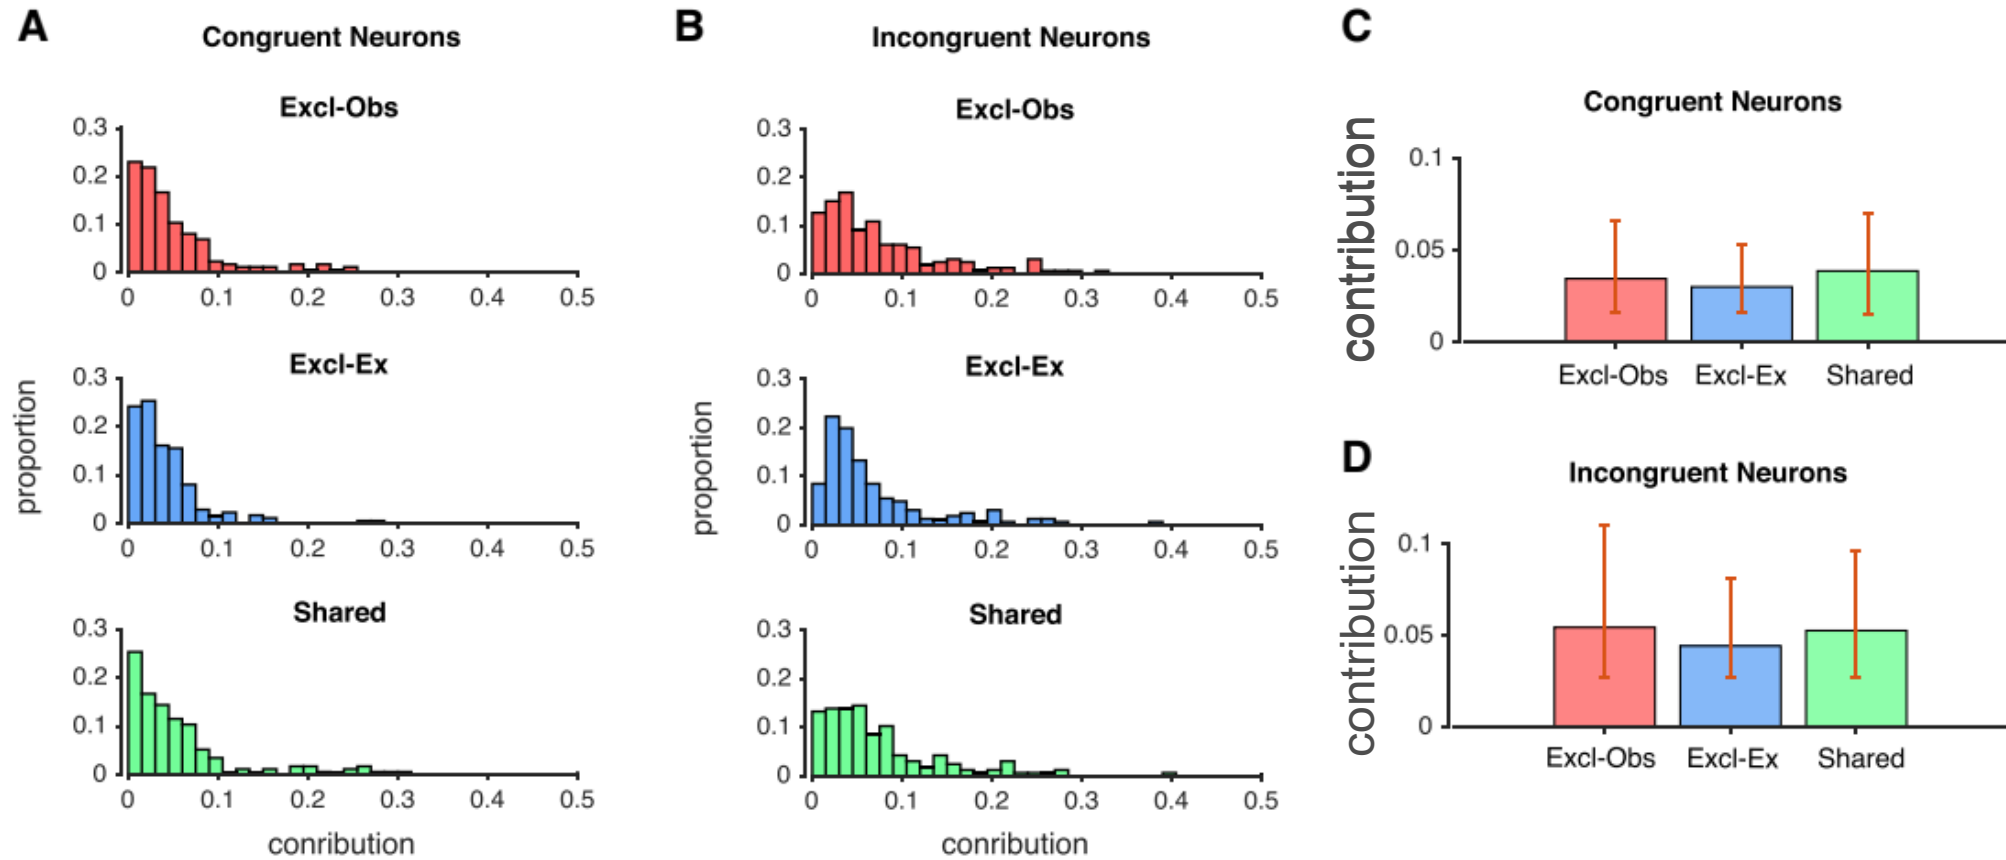 A
Congruent Neurons
Excl-Obs
0.3
0.2
0.1
0
0 0.1 0.2 0.3 0.4 0.5
Excl-Ex
0.3
0.2
0.1
0
0 0.1 0.2 0.3 0.4 0.5
proportion
Shared
0.3
0.2
0.1
0
0 0.1 0.2 0.3 0.4 0.5
conribution
B
Incongruent Neurons
Excl-Obs
0.3
0.2
0.1
0
0 0.1 0.2 0.3 0.4 0.5
Excl-Ex
0.3
0.2
0.1
0
0 0.1 0.2 0.3 0.4 0.5
proportion
Shared
0.3
0.2
0.1
0
0 0.1 0.2 0.3 0.4 0.5
conribution
C
Congruent Neurons
contribution
0.1
0.05
0
Excl-Obs Excl-Ex Shared
D
Incongruent Neurons
contribution
0.1
0.05
0
Excl-Obs Excl-Ex Shared